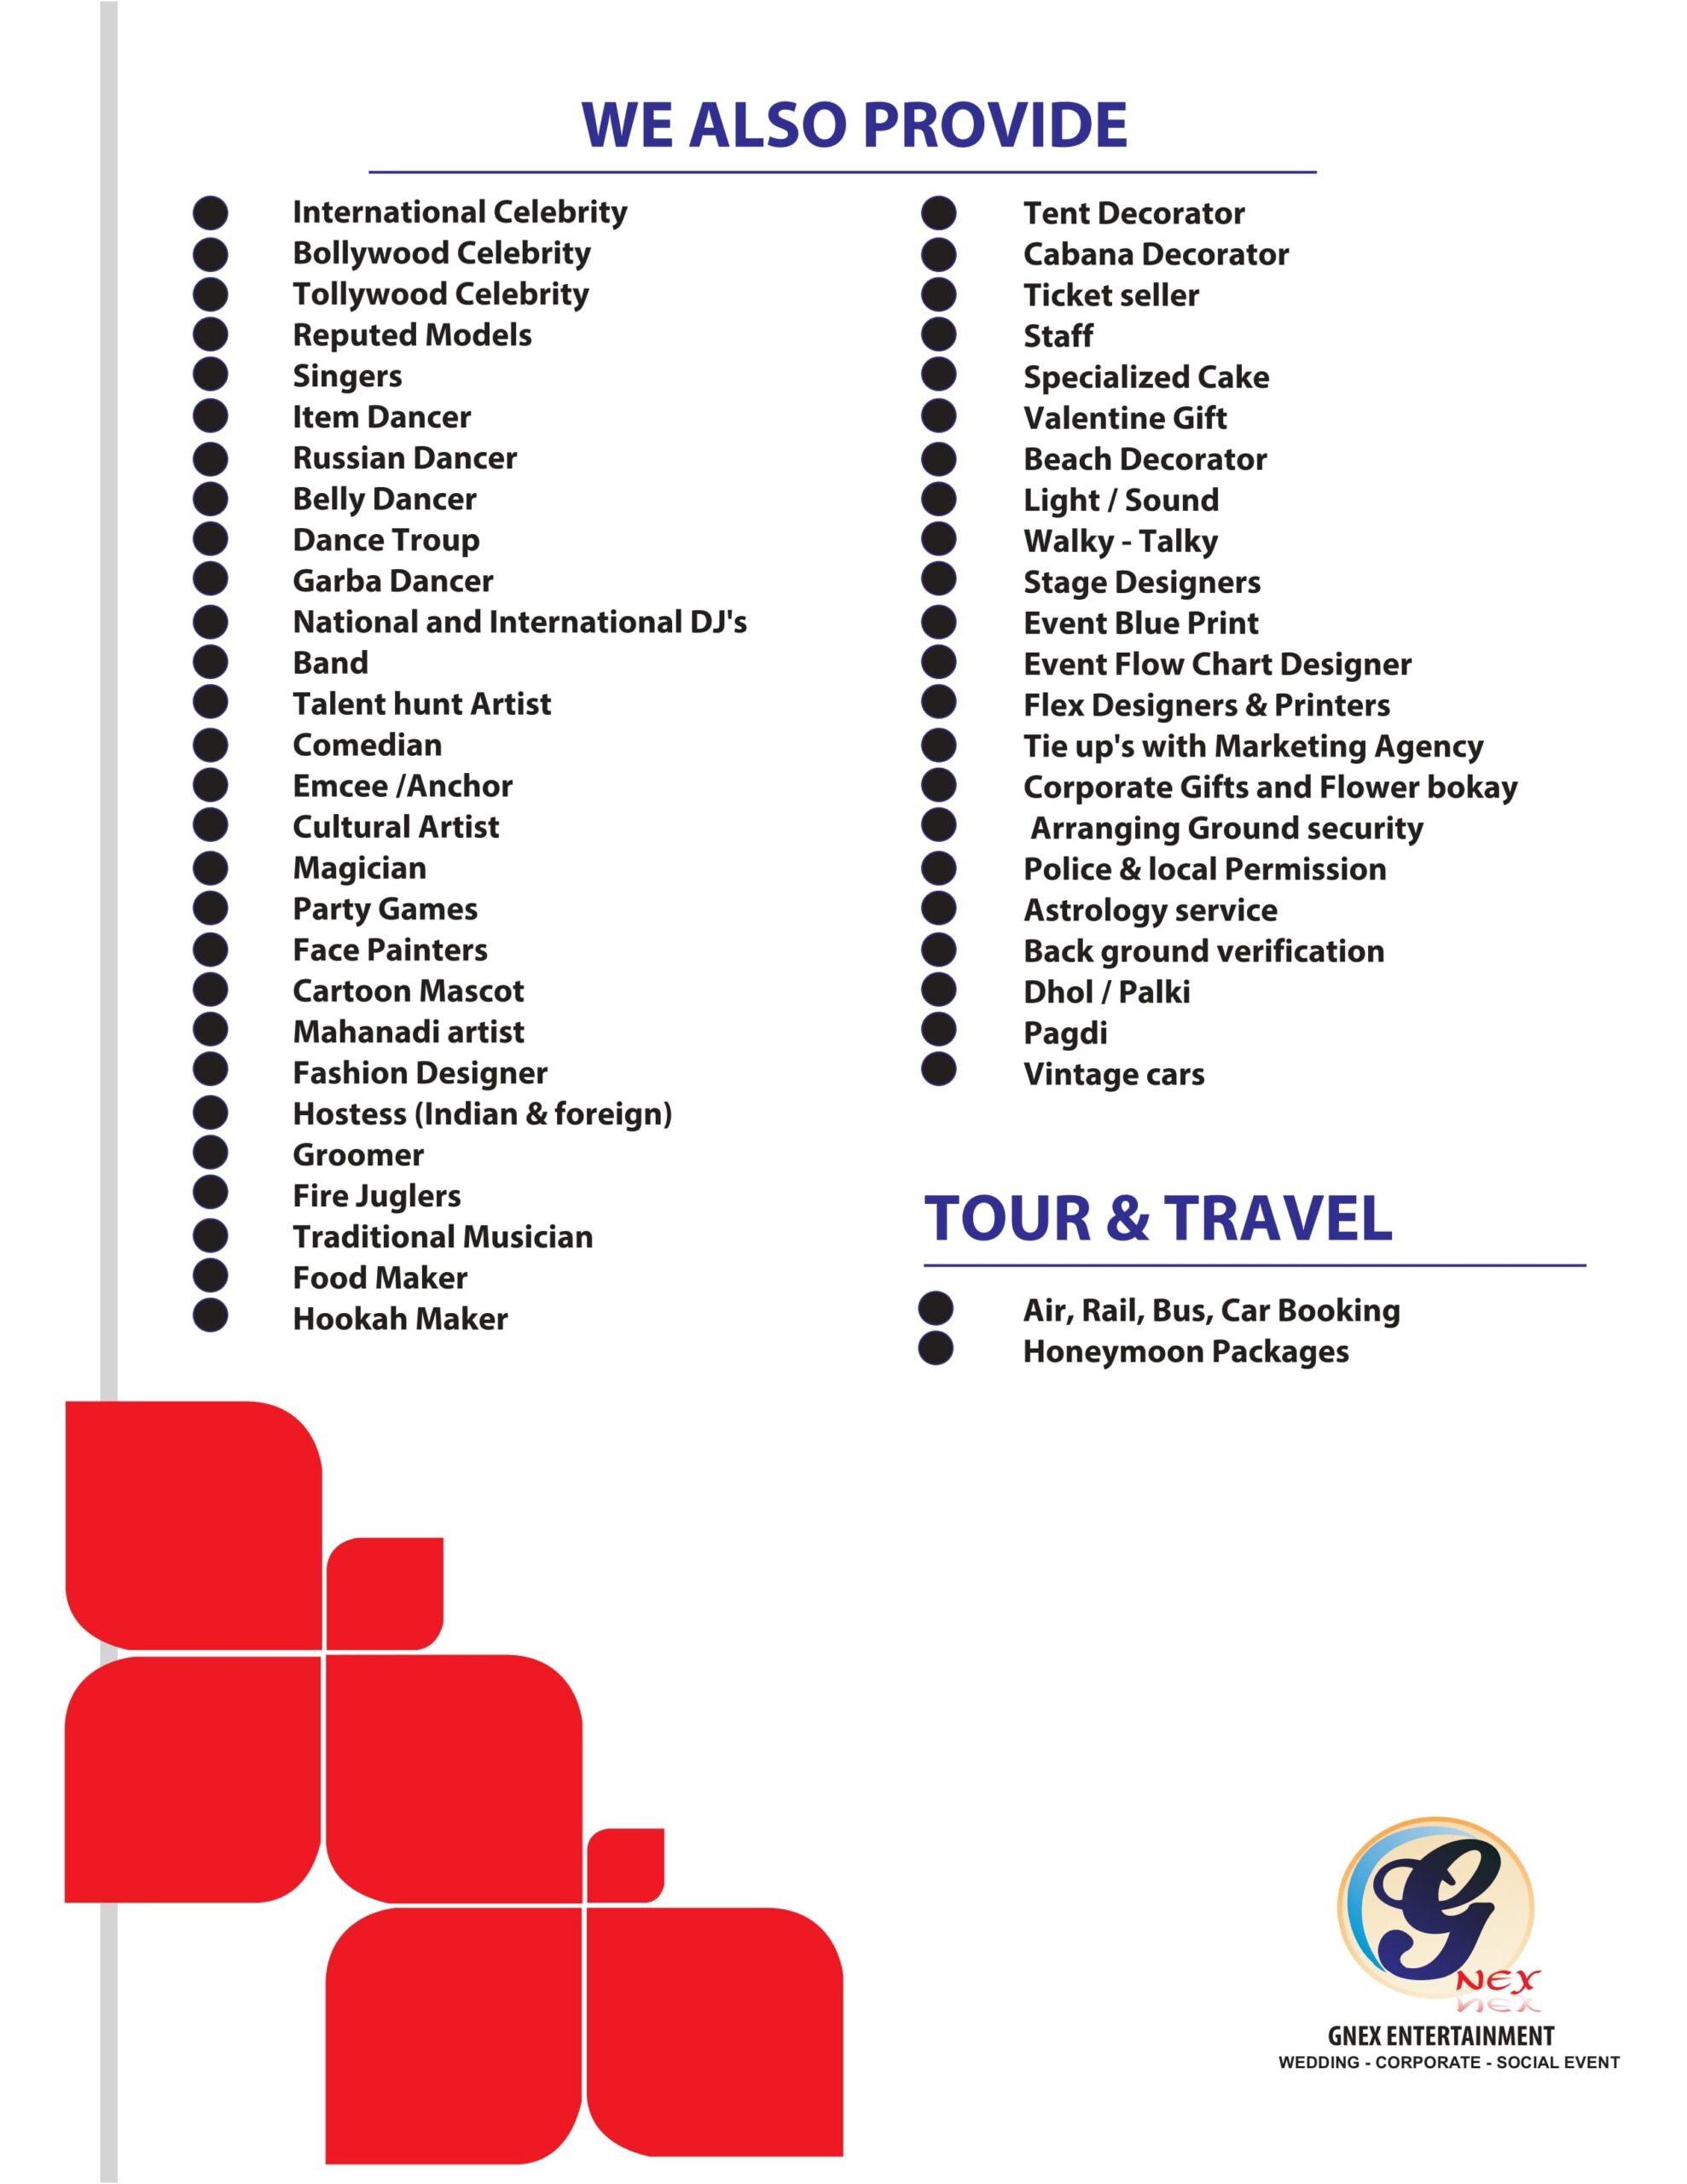 WE ALSO PROVIDE
International Celebrity
Bollywood Celebrity
Tollywood Celebrity
Reputed Models
Singers
Item Dancer
Russian Dancer
Belly Dancer
Dance Troup
Garba Dancer
National and International DJ's
Band
Talent hunt Artist
Comedian
Emcee /Anchor
Cultural Artist
Magician
Party Games
Face Painters
Cartoon Mascot
Mahanadi artist
Fashion Designer
Hostess (Indian & foreign)
Groomer
Fire Juglers
Traditional Musician
Food Maker
Hookah Maker
Tent Decorator
Cabana Decorator
Ticket seller
Staff
Specialized Cake
Valentine Gift
Beach Decorator
Light / Sound
Walky - Talky
Stage Designers
Event Blue Print
Event Flow Chart Designer
Flex Designers & Printers
Tie up's with Marketing Agency
Corporate Gifts and Flower bokay
Arranging Ground security
Police & local Permission
Astrology service
Back ground verification
Dhol / Palki
Pagdi
Vintage cars
TOUR & TRAVEL
Air, Rail, Bus, Car Booking
Honeymoon Packages
G
NEX
GNEX ENTERTAINMENT
WEDDING - CORPORATE - SOCIAL EVENT